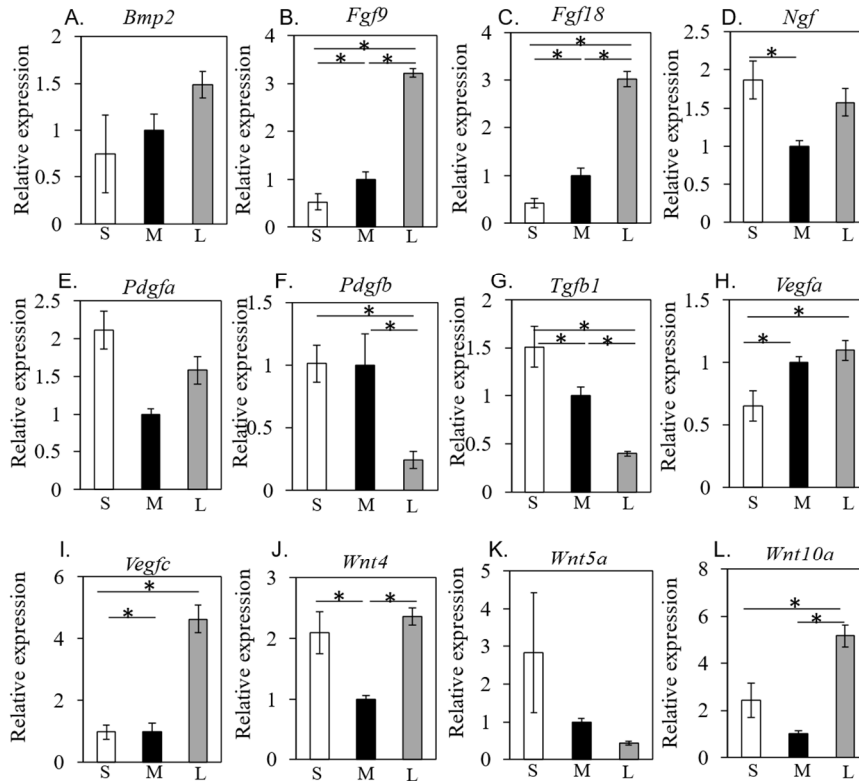 A. Bmp2
Relative expression
2
1.5
1
0.5
0
S M L
B. Fgf9
Relative expression
4
3
2
1
0
*
* *
S M L
C. Fgf18
Relative expression
4
3
2
1
0
*
* *
S M L
D. Ngf
Relative expression
2.5
2
1.5
1
0.5
0
*
S M L
E. Pdgfa
Relative expression
2.5
2
1.5
1
0.5
0
S M L
F. Pdgfb
Relative expression
1.5
1
0.5
0
*
*
S M L
G. Tgfb1
Relative expression
2
1.5
1
0.5
0
*
* *
S M L
H. Vegfa
Relative expression
1.5
1
0.5
0
*
*
S M L
I. Vegfc
Relative expression
6
4
2
0
*
*
S M L
J. Wnt4
Relative expression
3
2
1
0
* *
S M L
K. Wnt5a
Relative expression
5
4
3
2
1
0
S M L
L. Wnt10a
Relative expression
8
6
4
2
0
*
*
S M L